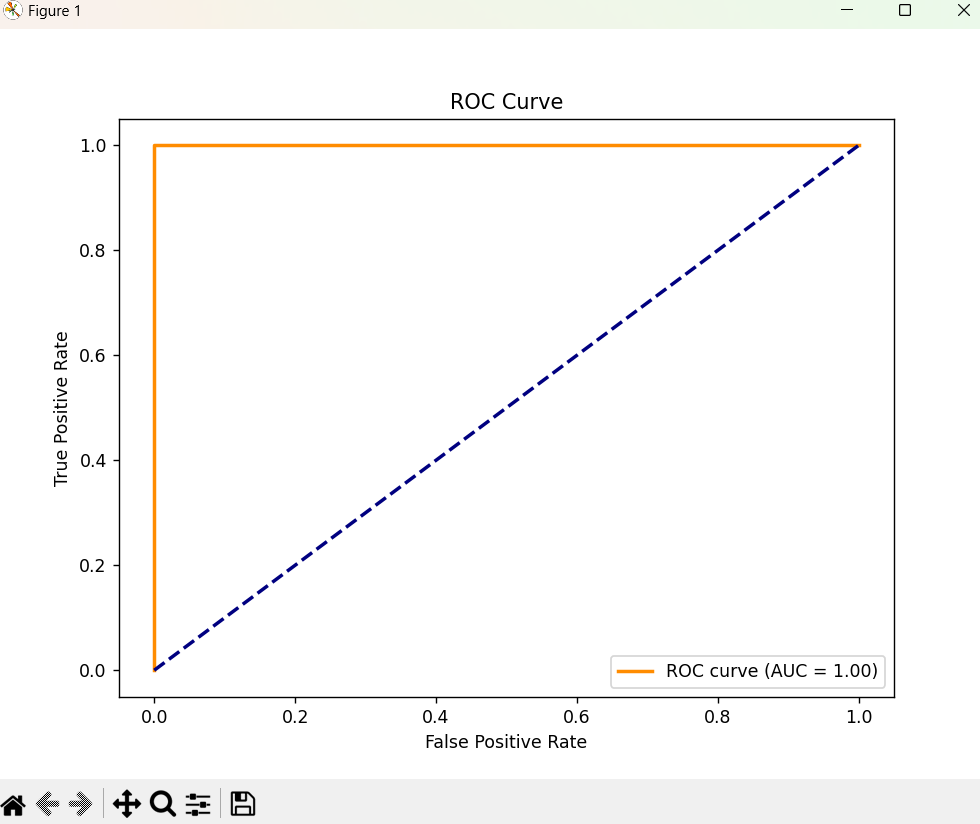 Figure 1
ROC Curve
True Positive Rate
1.0
0.8
0.6
0.4
0.2
0.0
ROC curve (AUC = 1.00)
0.0 0.2 0.4 0.6 0.8 1.0
False Positive Rate